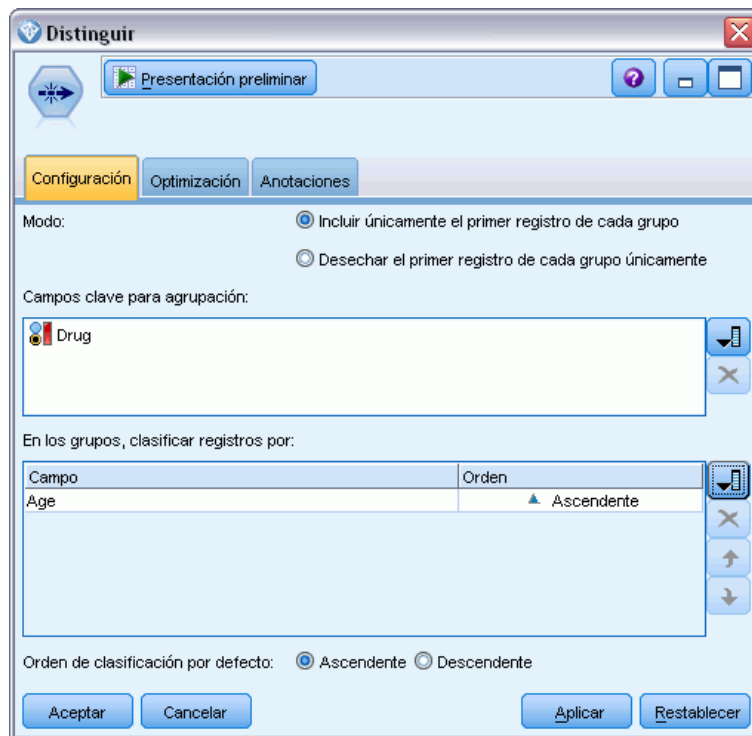 Distinguir
Presentación preliminar
Configuración Optimización Anotaciones
Modo: Incluir únicamente el primer registro de cada grupo
Desechar el primer registro de cada grupo únicamente
Campos clave para agrupación:
Drug
En los grupos, clasificar registros por:
Campo Orden
Age Ascendente
Orden de clasificación por defecto: Ascendente Descendente
Aceptar Cancelar Aplicar Restablecer